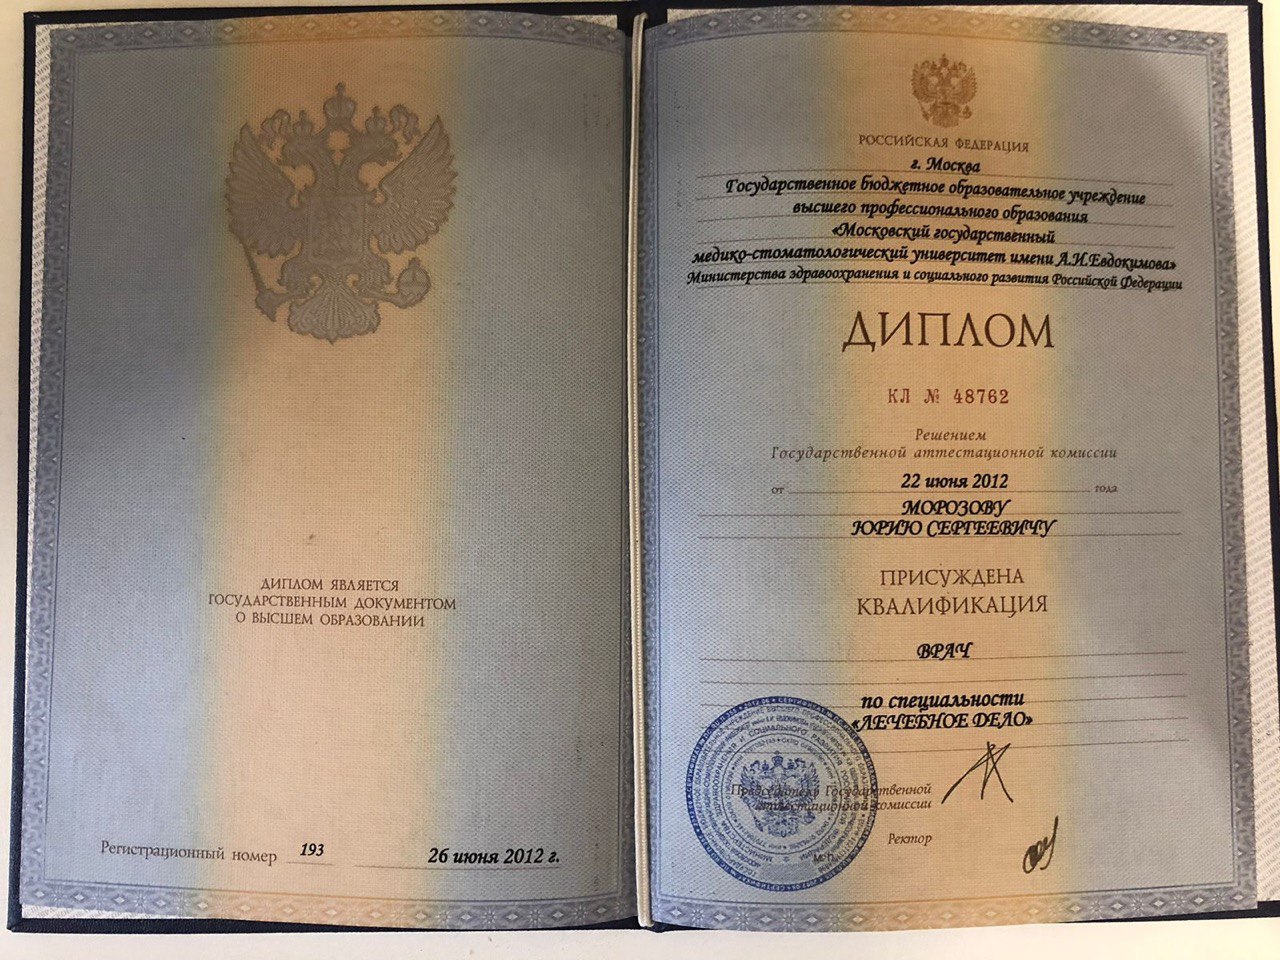 ДИПЛОМ ЯВЛЯЕТСЯ
ГОСУДАРСТВЕННЫМ ДОКУМЕНТОМ
О ВЫСШЕМ ОБРАЗОВАНИИ
Регистрационный номер 193
26 июня 2012 г.
РОССИЙСКАЯ ФЕДЕРАЦИЯ
г. Москва
Государственное бюджетное образовательное учреждение
высшего профессионального образования
«Московский государственный
медико-стоматологический университет имени А.И.Евдокимова»
Министерства здравоохранения и социального развития Российской Федерации
ДИПЛОМ
КЛ № 48762
Решением
Государственной аттестационной комиссии
от 22 июня 2012 года
МОРОЗОВУ
ЮРИЮ СЕРГЕЕВИЧУ
ПРИСУЖДЕНА
КВАЛИФИКАЦИЯ
ВРАЧ
по специальности
«ЛЕЧЕБНОЕ ДЕЛО»
Председатель Государственной
аттестационной комиссии
Ректор